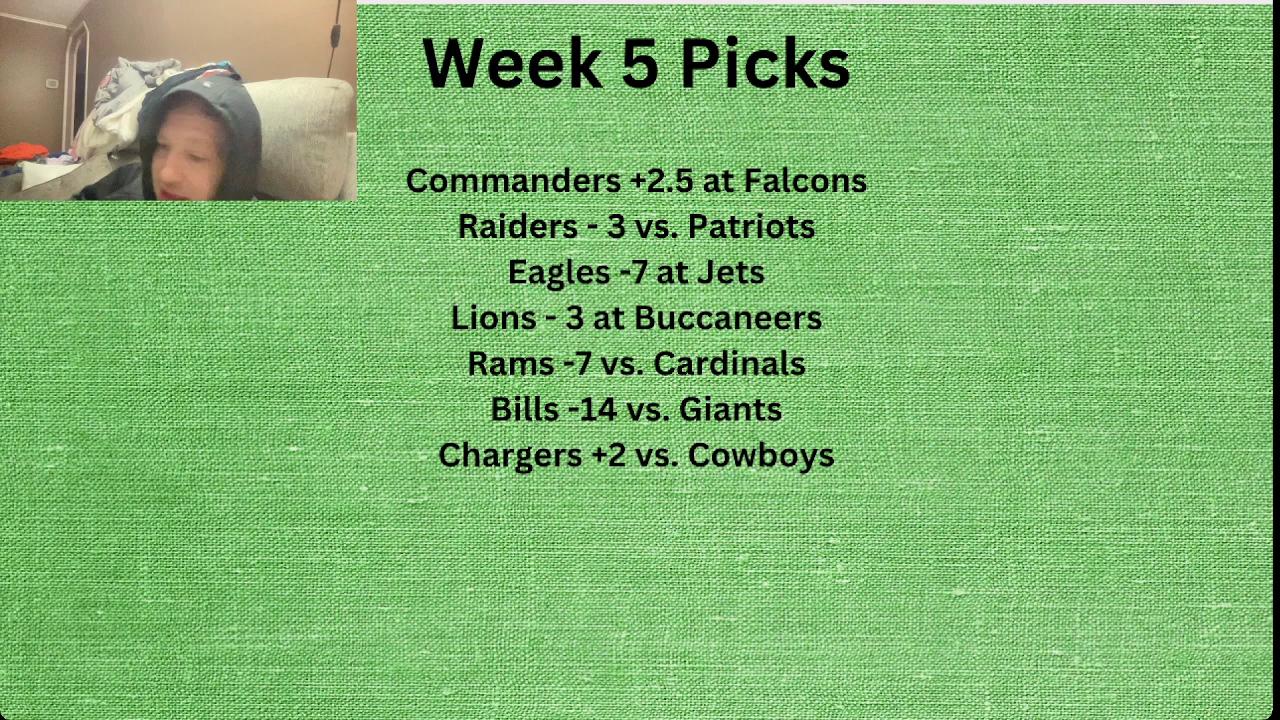 Week 5 Picks
Commanders +2.5 at Falcons
Raiders - 3 vs. Patriots
Eagles -7 at Jets
Lions - 3 at Buccaneers
Rams -7 vs. Cardinals
Bills -14 vs. Giants
Chargers +2 vs. Cowboys